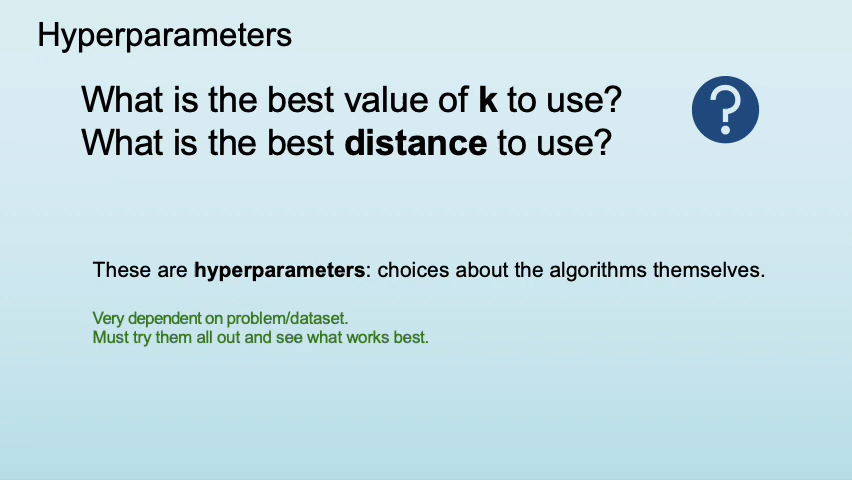 Hyperparameters
What is the best value of k to use?
What is the best distance to use?
?
These are hyperparameters: choices about the algorithms themselves.
Very dependent on problem/dataset.
Must try them all out and see what works best.